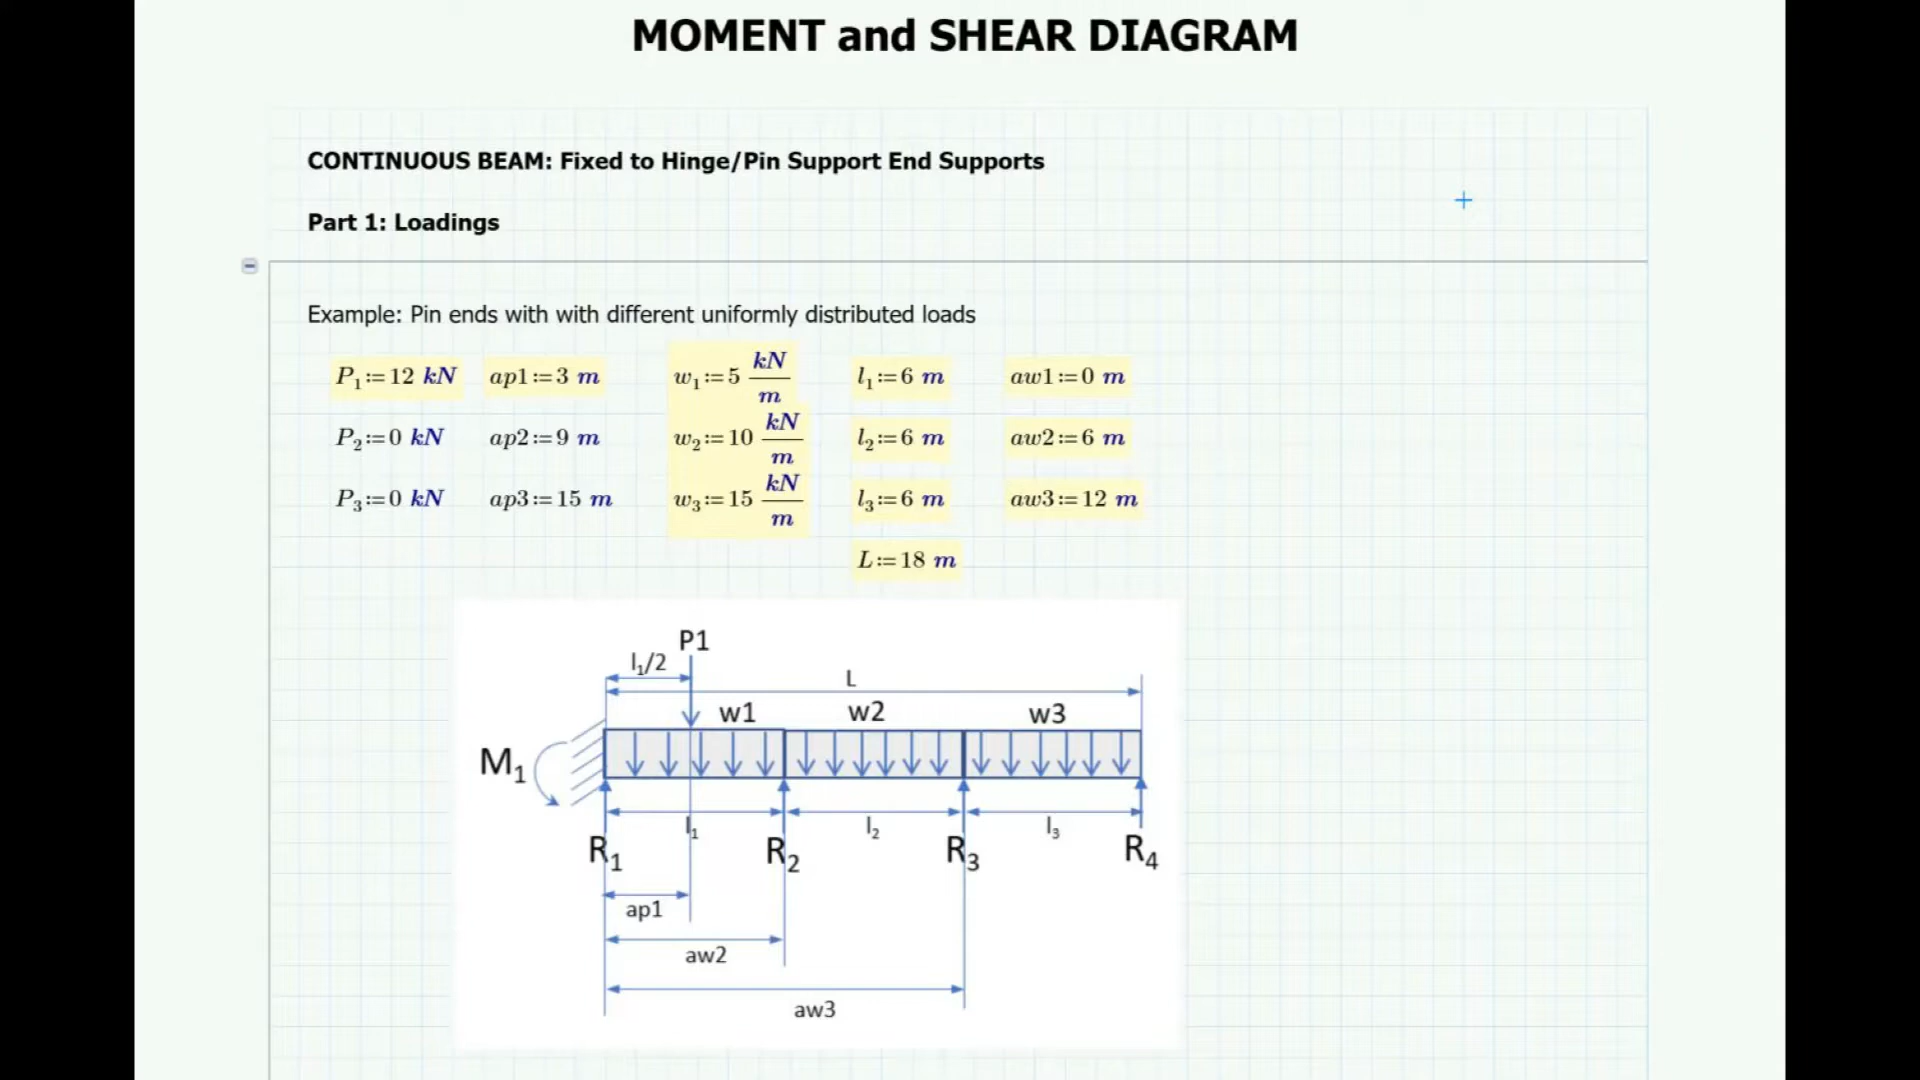 MOMENT and SHEAR DIAGRAM
CONTINUOUS BEAM: Fixed to Hinge/Pin Support End Supports
Part 1: Loadings
Example: Pin ends with with different uniformly distributed loads
P₁:=12 kN ap1:=3 m w₁:=5 kN/m l₁:=6 m aw1:=0 m
P₂:=0 kN ap2:=9 m w₂:=10 kN/m l₂:=6 m aw2:=6 m
P₃:=0 kN ap3:=15 m w₃:=15 kN/m l₃:=6 m aw3:=12 m
L:=18 m
P1
l₁/2
L
w1 w2 w3
M₁
l₁ l₂ l₃
R₁ R₂ R₃ R₄
ap1
aw2
aw3